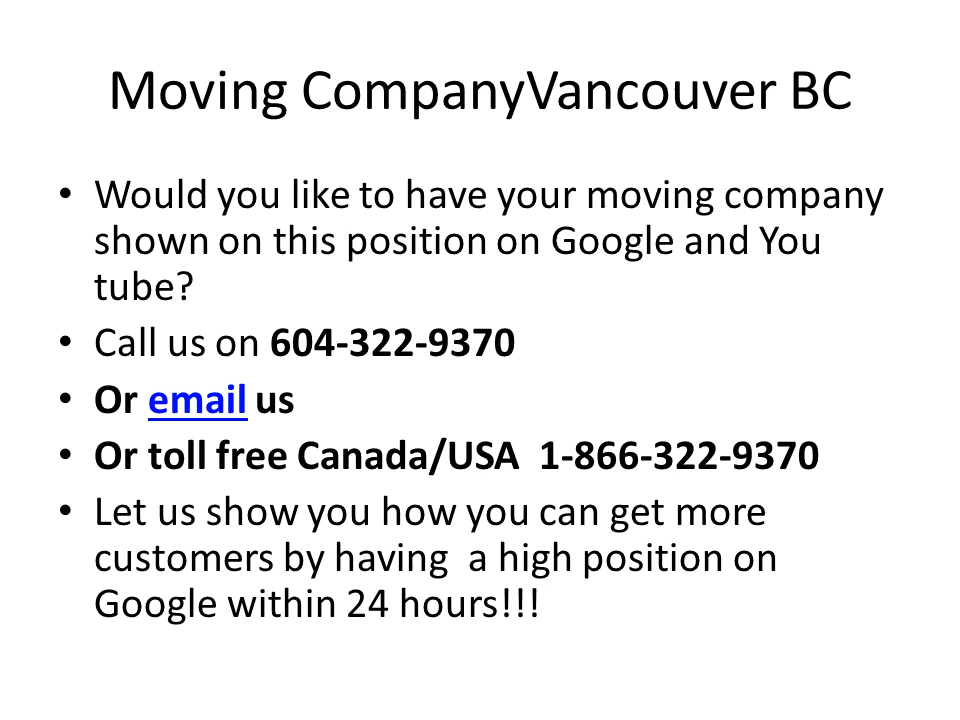 Moving CompanyVancouver BC
• Would you like to have your moving company
shown on this position on Google and You
tube?
• Call us on 604-322-9370
• Or email us
• Or toll free Canada/USA  1-866-322-9370
• Let us show you how you can get more
customers by having  a high position on
Google within 24 hours!!!